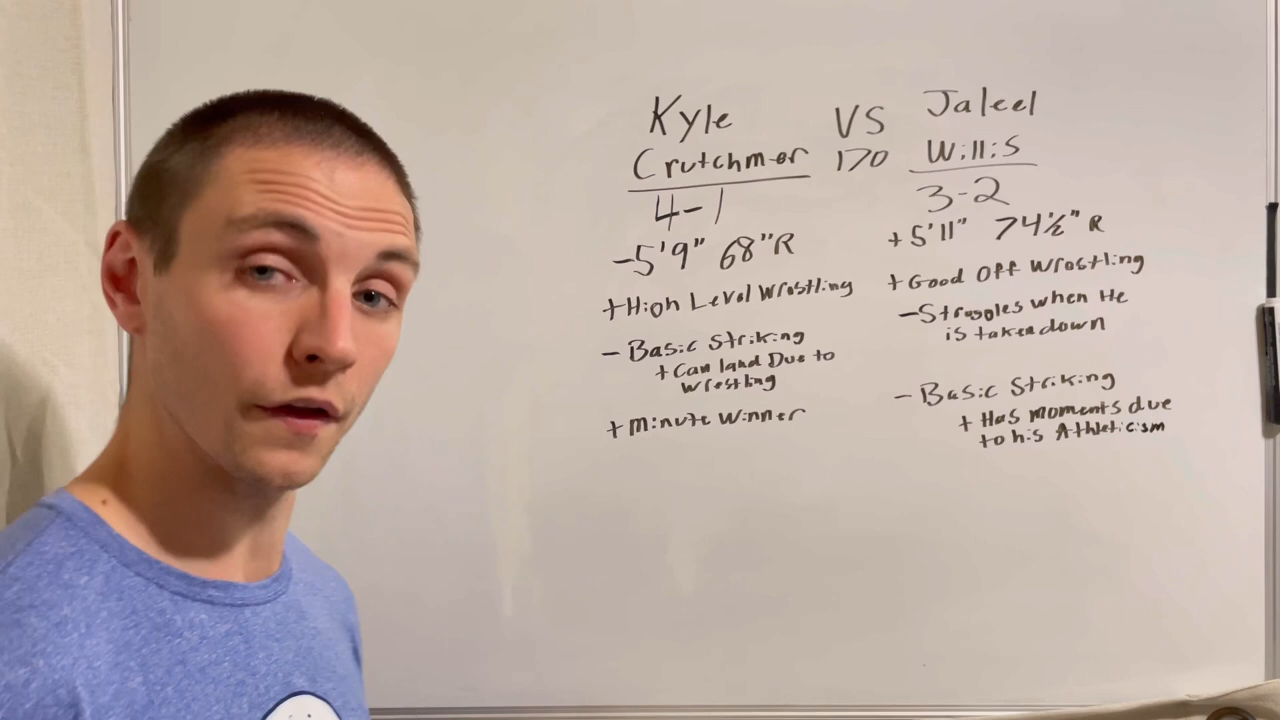 Kyle
Crutchmer
4-1
-5'9" 68"R
+High Level Wrestling
- Basic Striking
+ Can land Due to
Wrestling
+minute winner
VS
170
Jaleel
Willis
3-2
+5'11" 74½" R
+Good Off Wrestling
-Struggles when He
is taken down
- Basic Striking
+ Has moments due
to his Athleticism